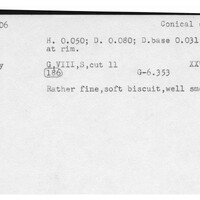 06 Conical
H. 0.050; D. 0.080; D.base 0.031
at rim.
y G,VIII,S,cut 11 XX
186 G-6.353
Rather fine,soft biscuit,well sm